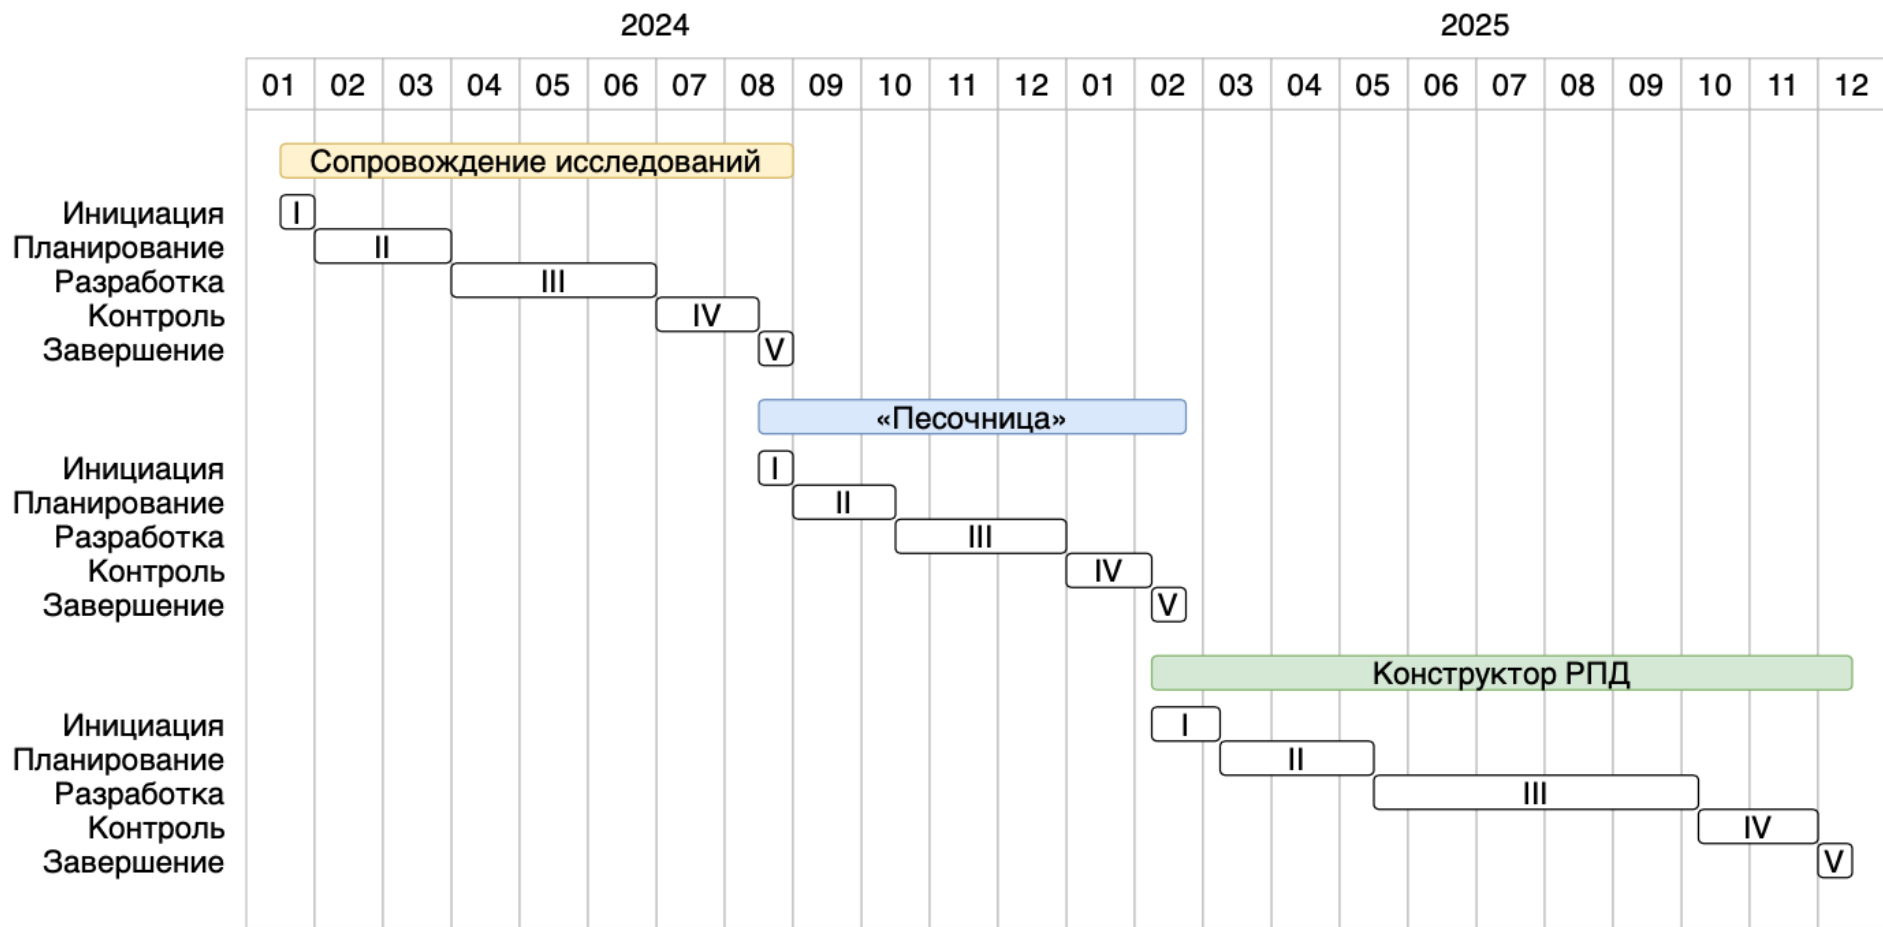 2024 2025
01 02 03 04 05 06 07 08 09 10 11 12 01 02 03 04 05 06 07 08 09 10 11 12
Сопровождение исследований
Инициация I
Планирование II
Разработка III
Контроль IV
Завершение V
«Песочница»
Инициация I
Планирование II
Разработка III
Контроль IV
Завершение V
Конструктор РПД
Инициация I
Планирование II
Разработка III
Контроль IV
Завершение V